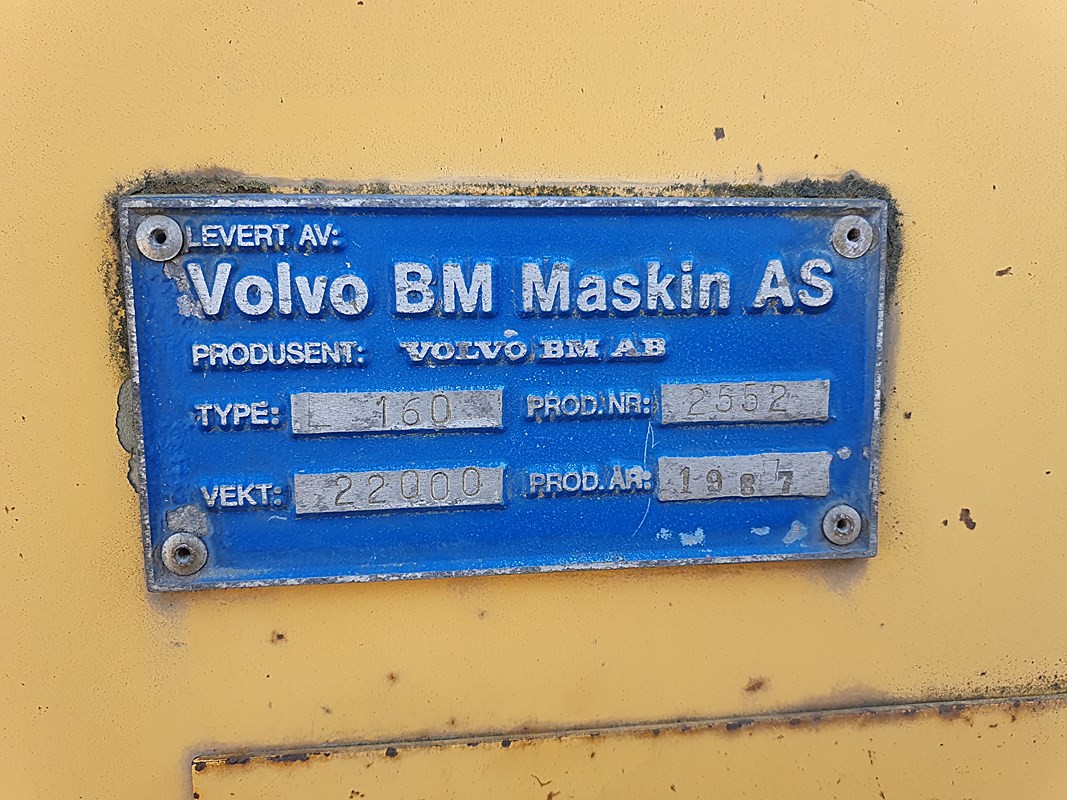 LEVERT AV:
Volvo BM Maskin AS
PRODUSENT: VOLVO BM AB
TYPE: L 160 PROD.NR: 2552
VEKT: 22000 PROD.ÅR: 1987